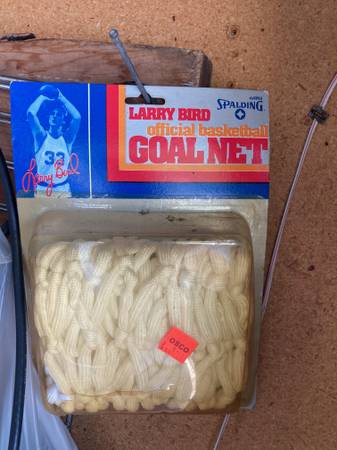 SPALDING
LARRY BIRD
official basketball
GOAL NET
33
Larry Bird
OSCO